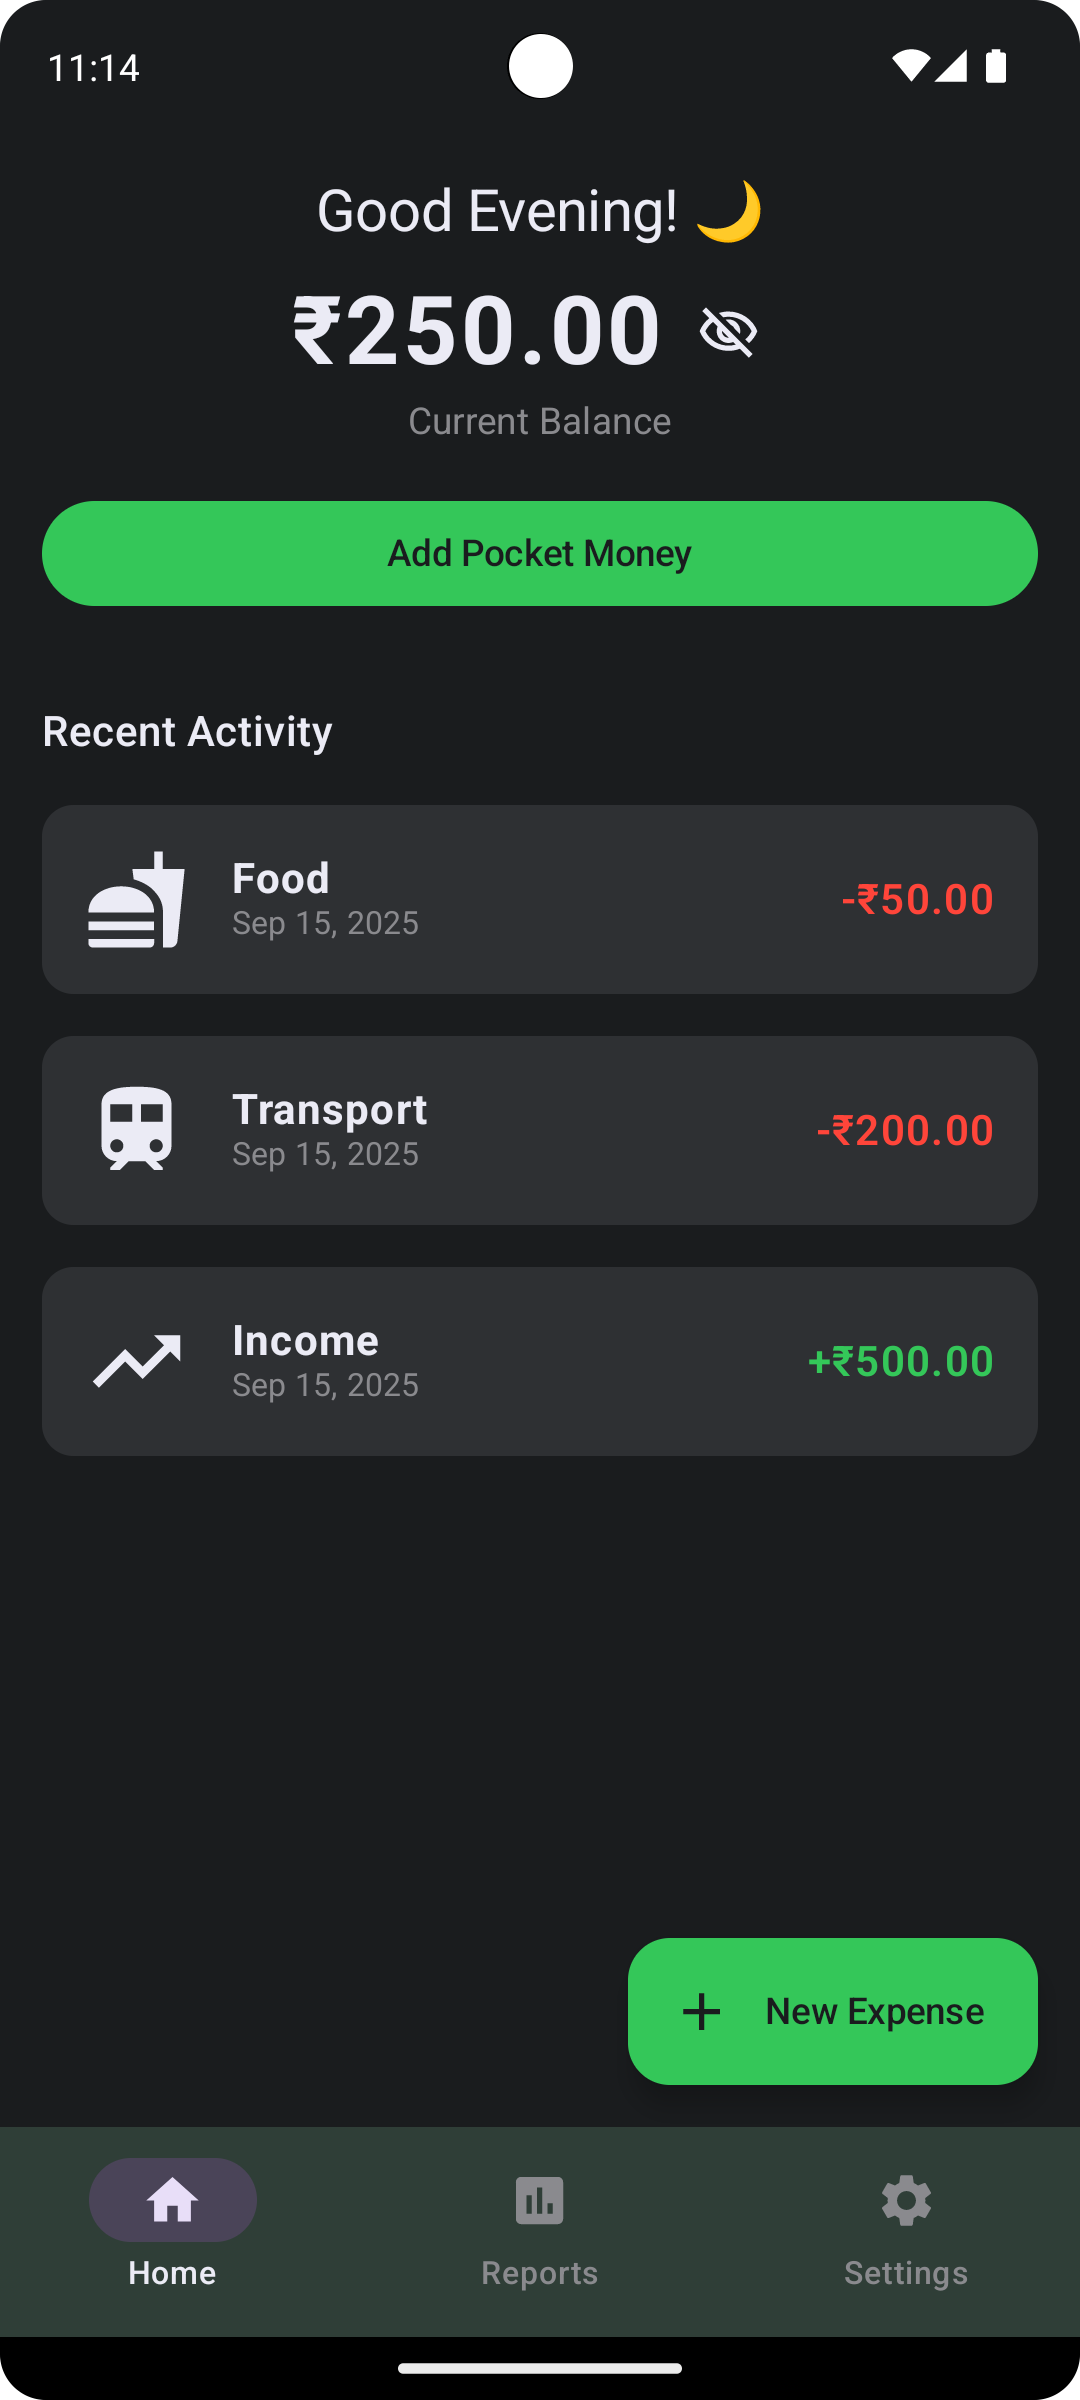 11:14
Good Evening! 🌙
₹250.00
Current Balance
Add Pocket Money
Recent Activity
Food
Sep 15, 2025
-₹50.00
Transport
Sep 15, 2025
-₹200.00
Income
Sep 15, 2025
+₹500.00
New Expense
Home
Reports
Settings